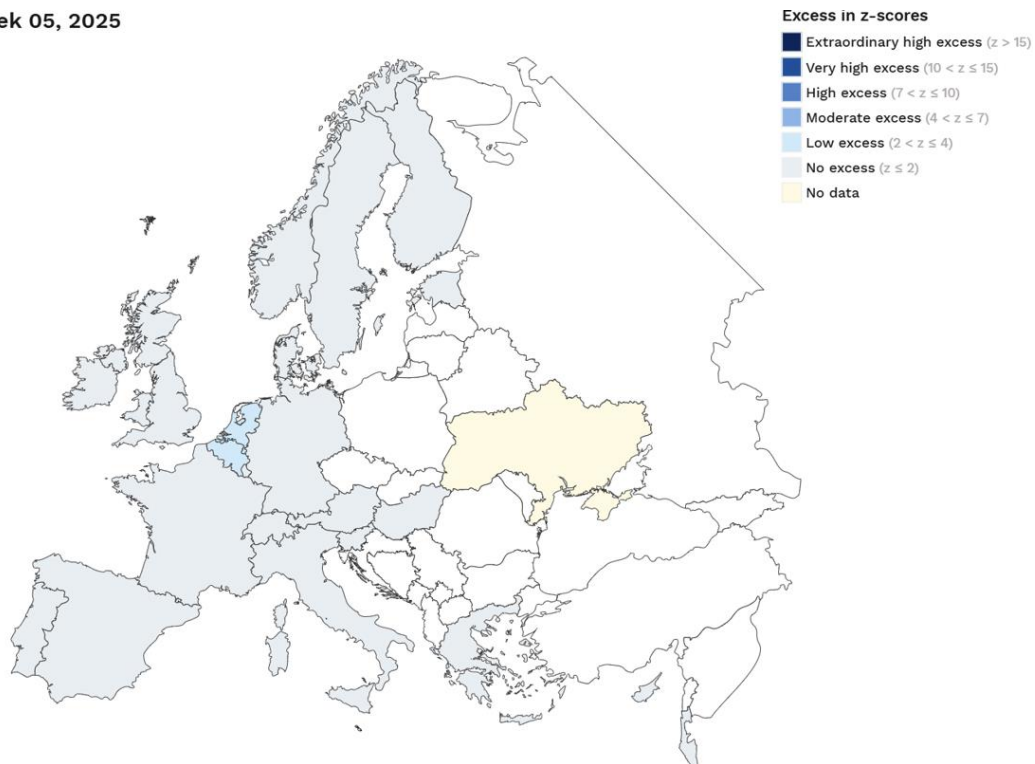 ek 05, 2025
Excess in z-scores
Extraordinary high excess (z > 15)
Very high excess (10 < z ≤ 15)
High excess (7 < z ≤ 10)
Moderate excess (4 < z ≤ 7)
Low excess (2 < z ≤ 4)
No excess (z ≤ 2)
No data